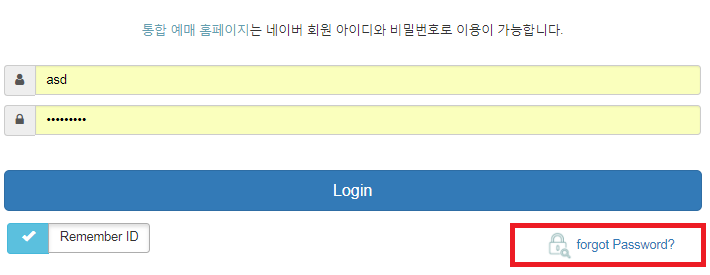 통합 예매 홈페이지는 네이버 회원 아이디와 비밀번호로 이용이 가능합니다.
asd
•••••••••
Login
Remember ID
forgot Password?